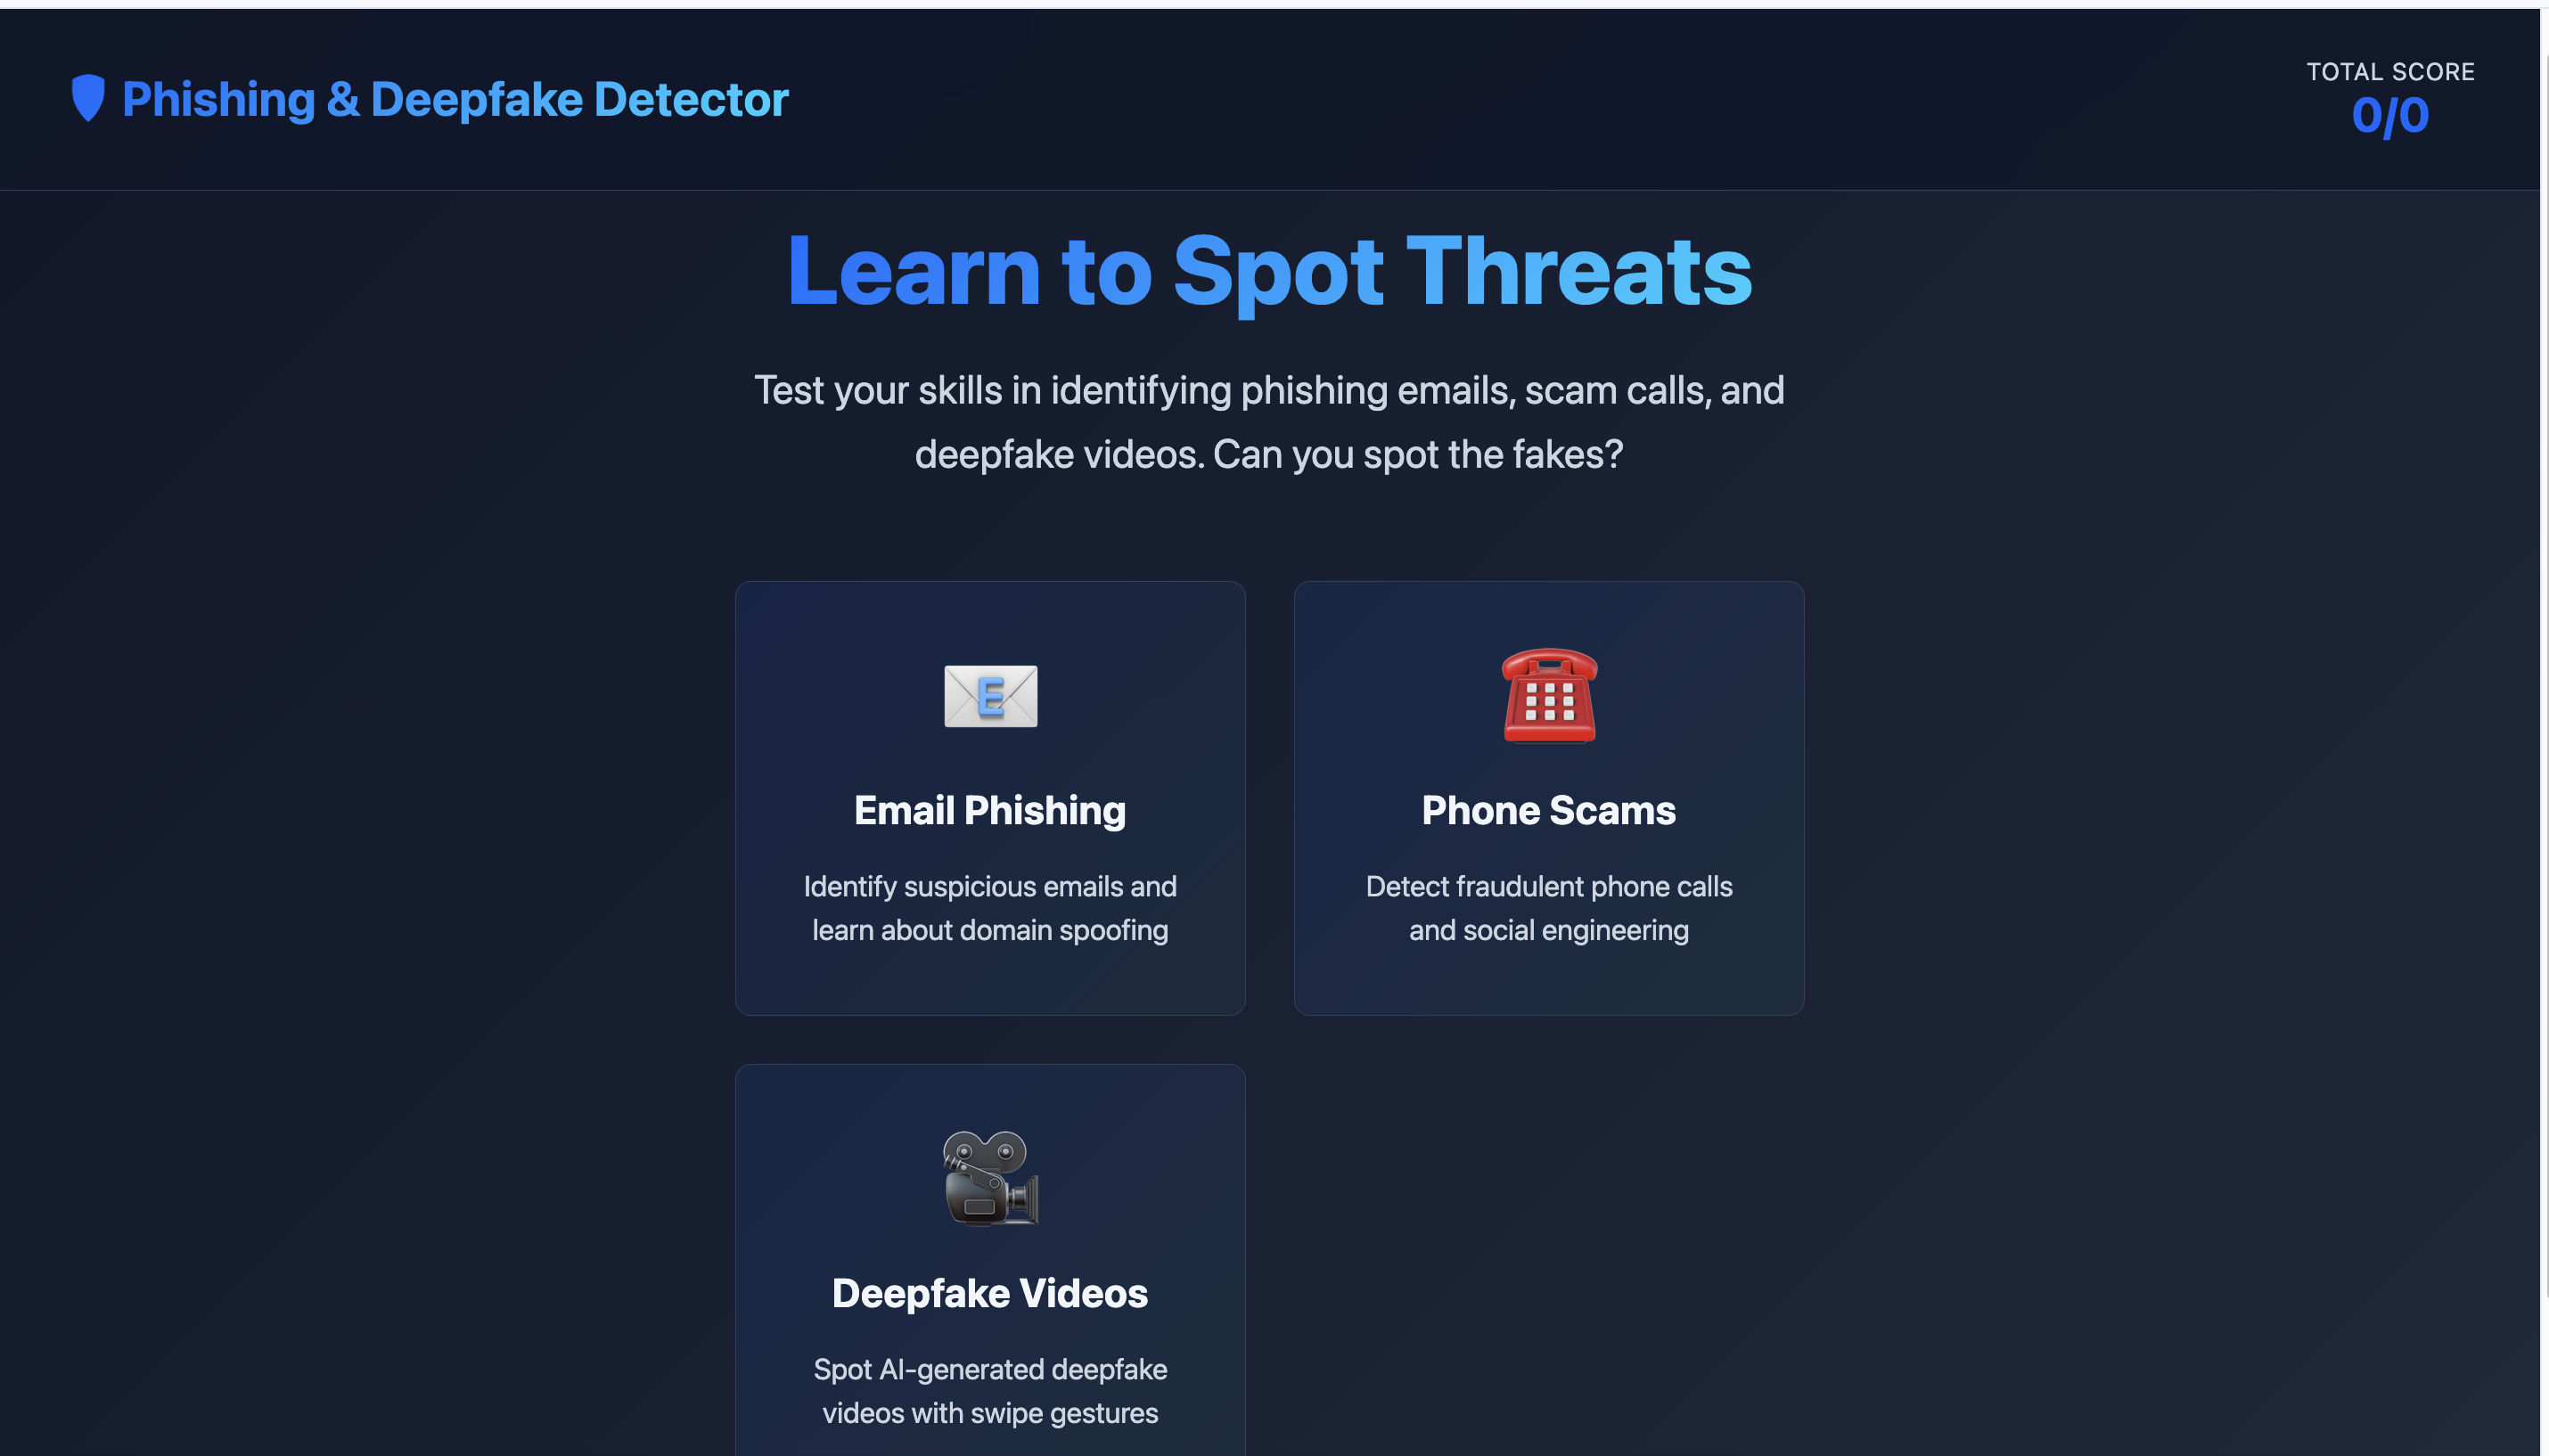 Phishing & Deepfake Detector
TOTAL SCORE
0/0
Learn to Spot Threats
Test your skills in identifying phishing emails, scam calls, and
deepfake videos. Can you spot the fakes?
E
Email Phishing
Identify suspicious emails and
learn about domain spoofing
Phone Scams
Detect fraudulent phone calls
and social engineering
Deepfake Videos
Spot AI-generated deepfake
videos with swipe gestures